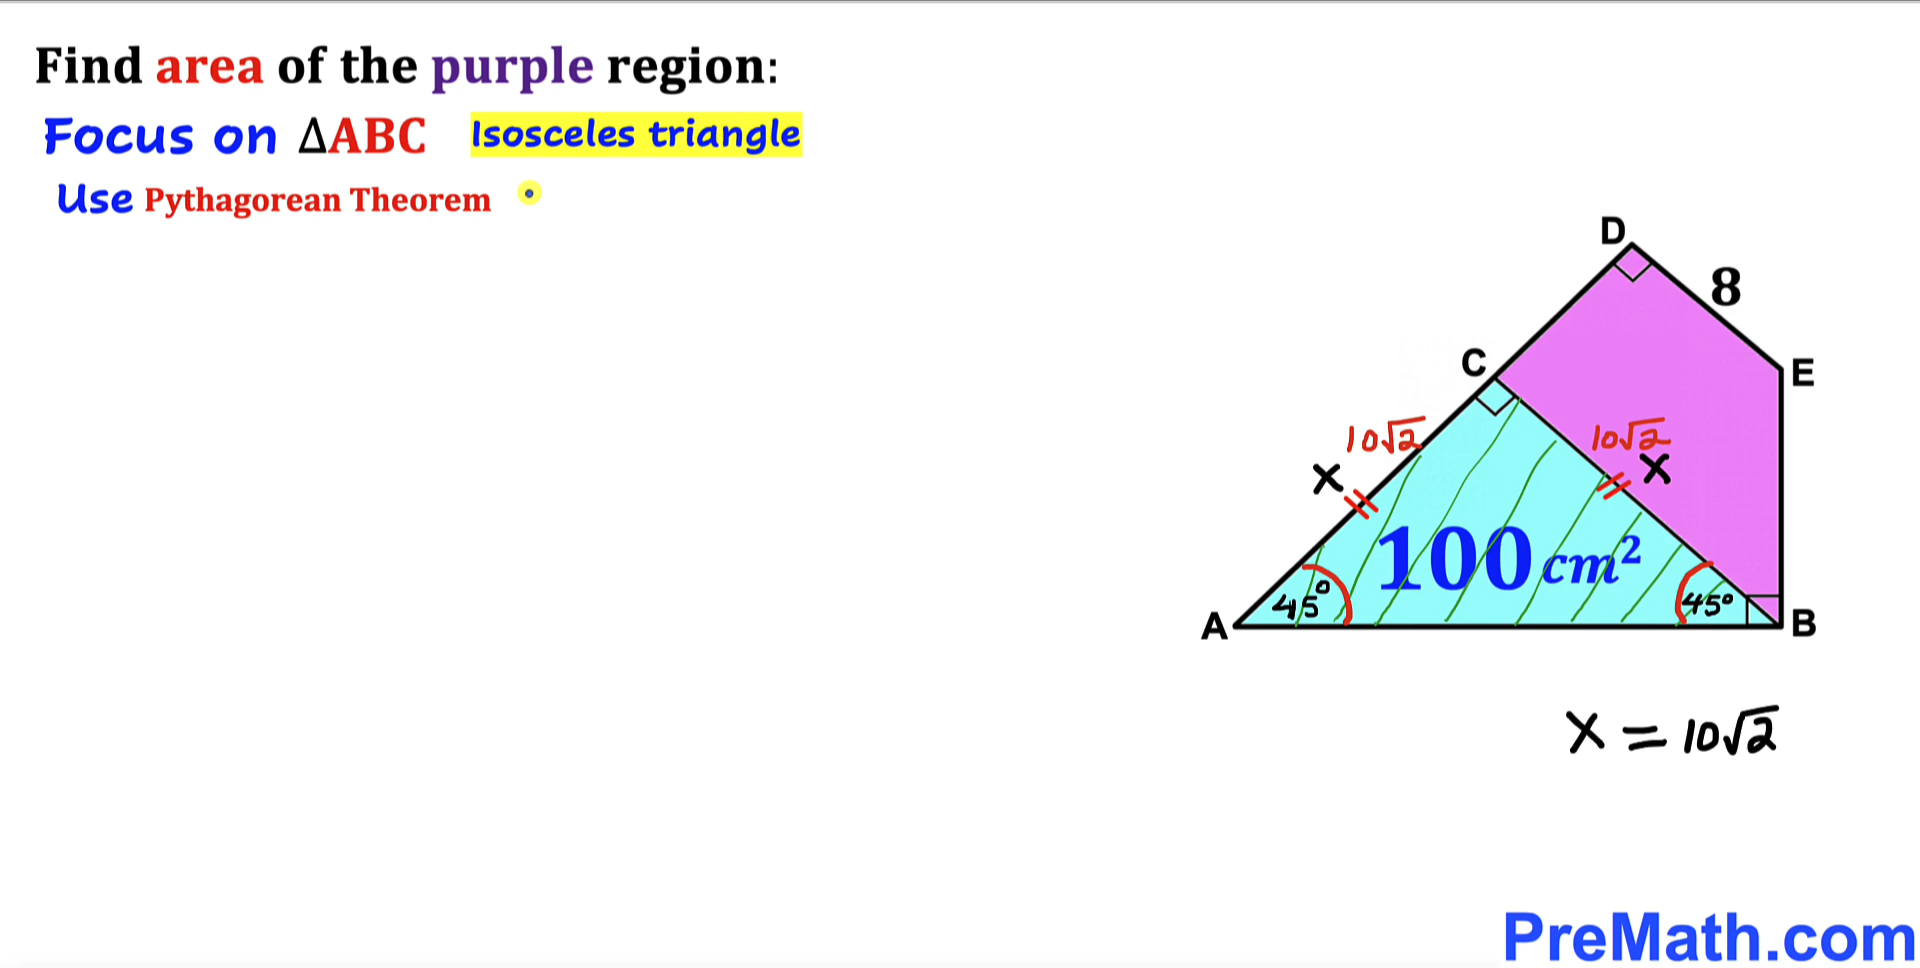 Find area of the purple region:
Focus on ΔABC Isosceles triangle
Use Pythagorean Theorem
D
8
C
E
10√2
10√2
x
x
100 cm²
45°
45°
A
B
x = 10√2
PreMath.com